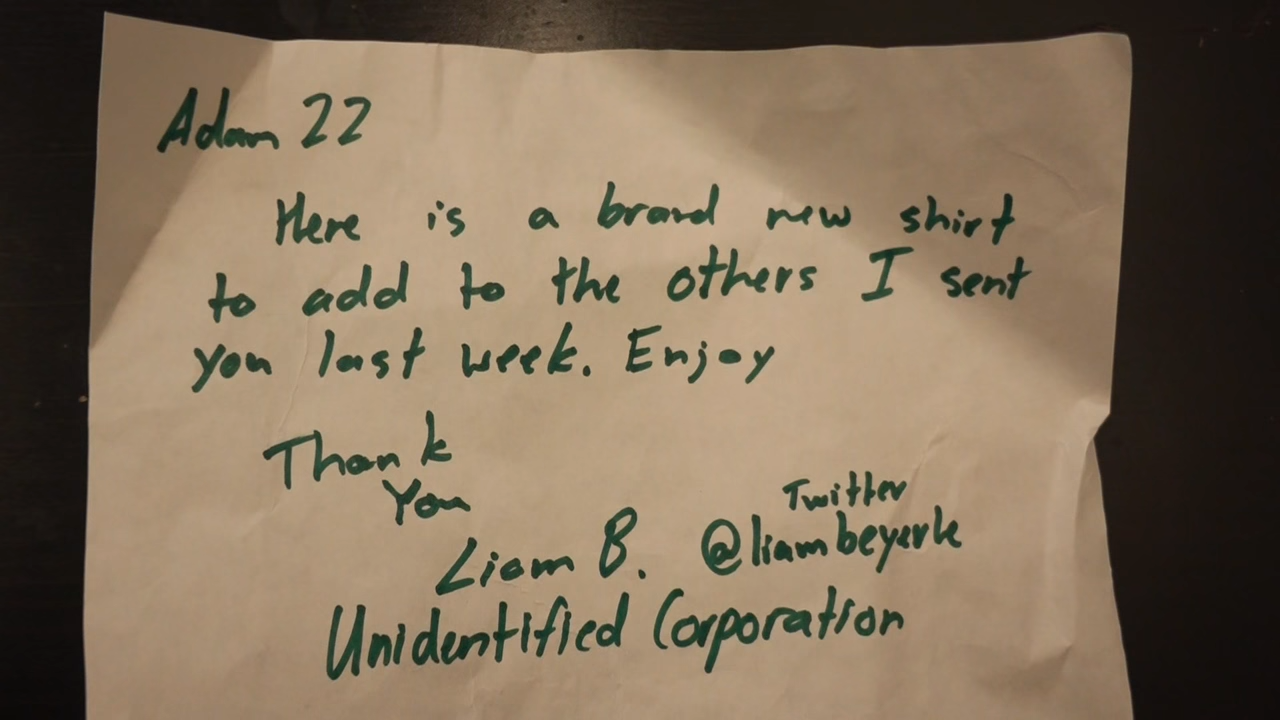 Adam 22
Here is a brand new shirt
to add to the others I sent
you last week. Enjoy
Thank
You
Twitter
Liam B. @liambeyerle
Unidentified Corporation